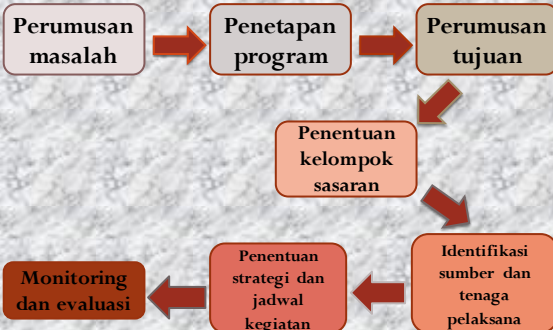 Perumusan
masalah
Penetapan
program
Perumusan
tujuan
Penentuan
kelompok
sasaran
Identifikasi
sumber dan
tenaga
pelaksana
Penentuan
strategi dan
jadwal
kegiatan
Monitoring
dan evaluasi